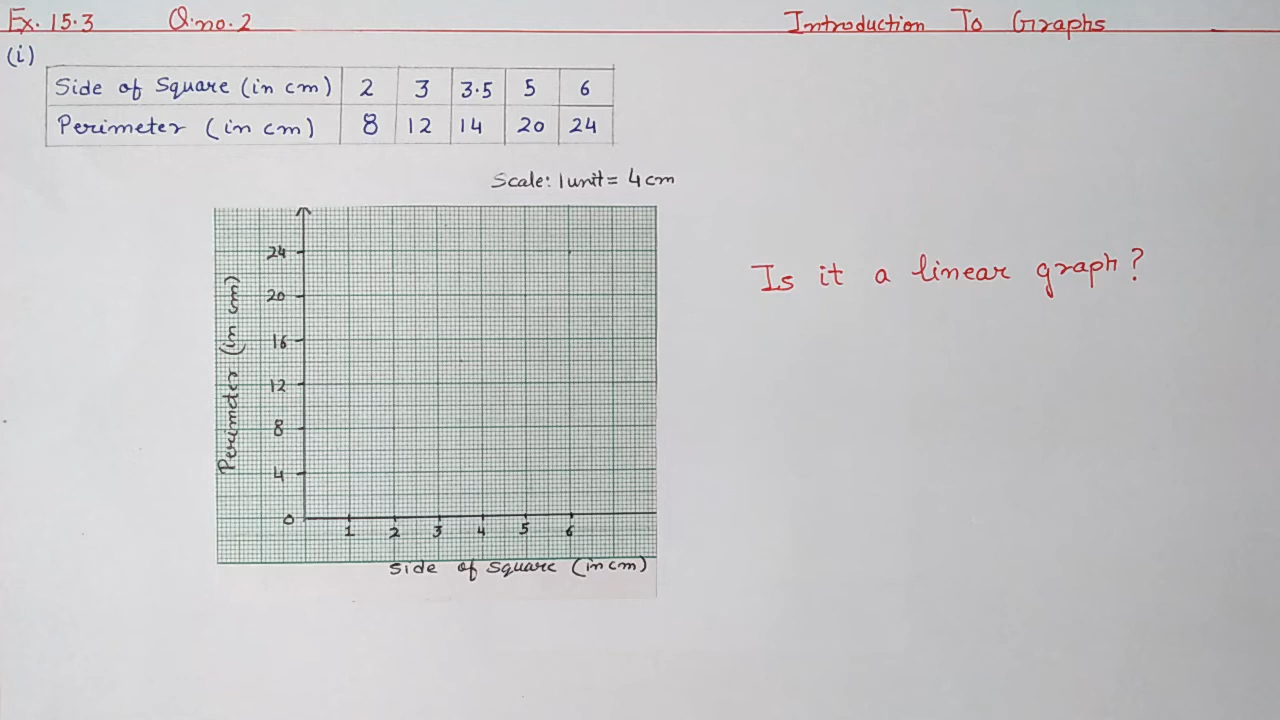 Ex. 15.3 Q.no.2 Introduction To Graphs
(i)
Side of Square (in cm) 2 3 3.5 5 6
Perimeter (in cm) 8 12 14 20 24
Scale: 1 unit = 4 cm
24
20
16
12
8
4
0
Perimeter (in cm)
1 2 3 4 5 6
Side of Square (in cm)
Is it a linear graph?